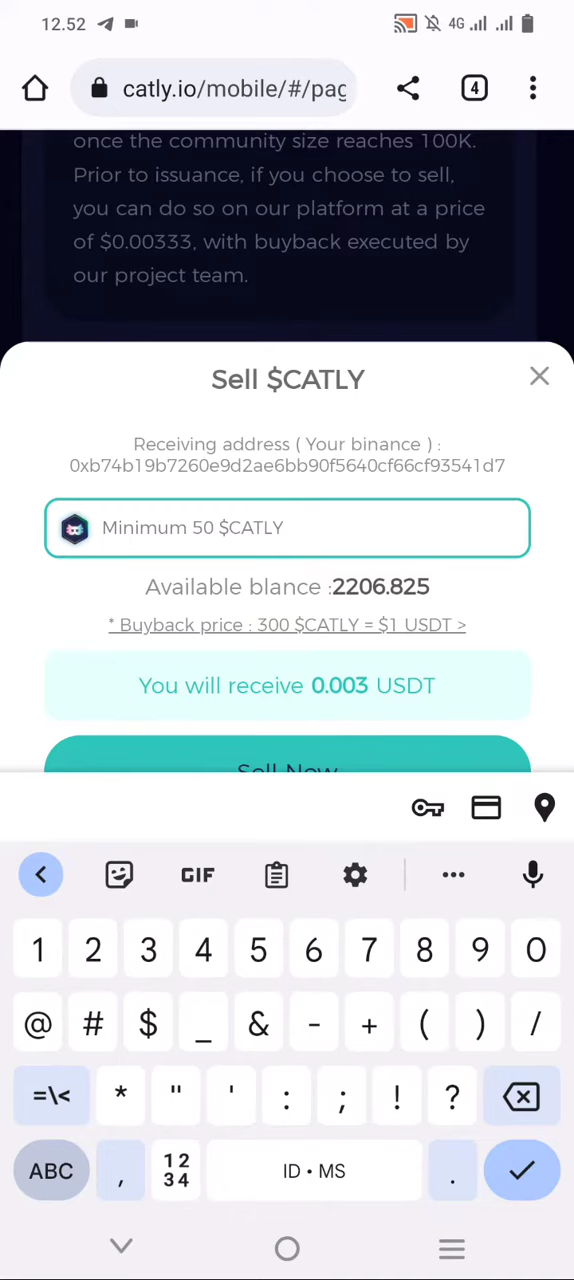 12.52
4G
catly.io/mobile/#/pag
4
once the community size reaches 100K.
Prior to issuance, if you choose to sell,
you can do so on our platform at a price
of $0.00333, with buyback executed by
our project team.
Sell $CATLY
Receiving address ( Your binance ) :
0xb74b19b7260e9d2ae6bb90f5640cf66cf93541d7
Minimum 50 $CATLY
Available blance :2206.825
* Buyback price : 300 $CATLY = $1 USDT >
You will receive 0.003 USDT
Sell Now
GIF
1 2 3 4 5 6 7 8 9 0
@ # $ _ & - + ( ) /
=\< * " ' : ; ! ?
ABC , 12 34 ID • MS .